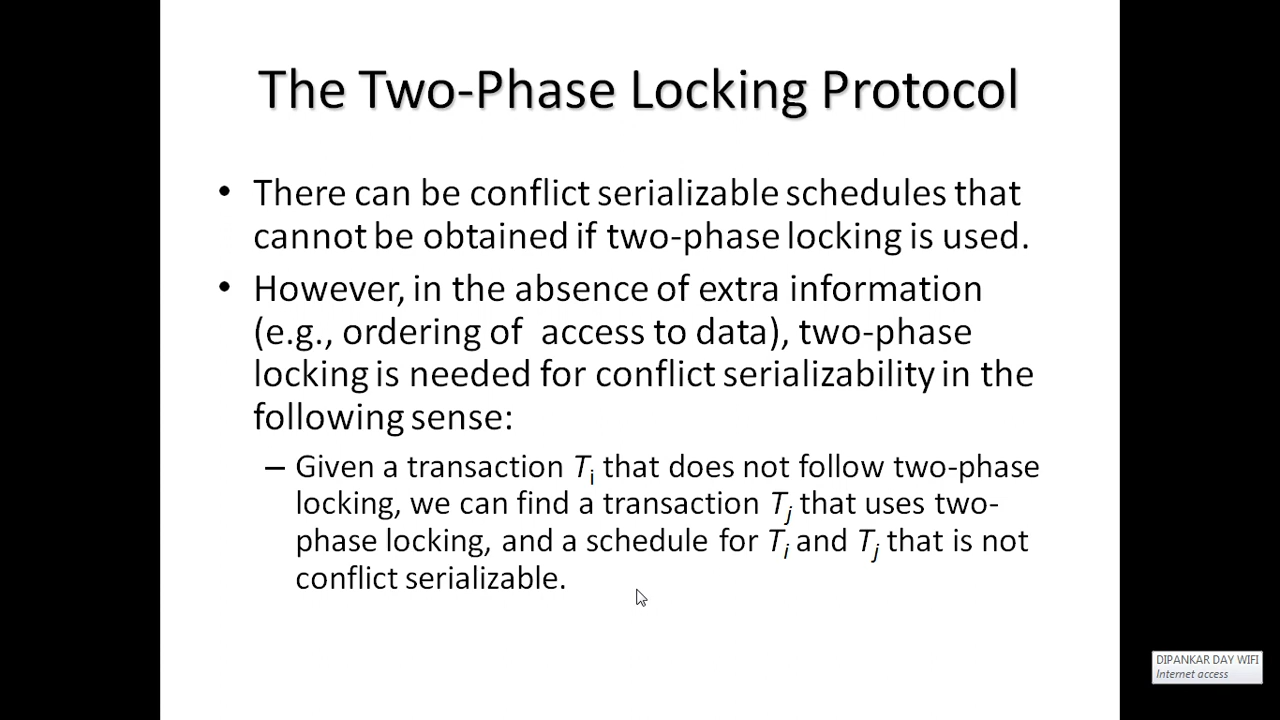 The Two-Phase Locking Protocol
• There can be conflict serializable schedules that
cannot be obtained if two-phase locking is used.
• However, in the absence of extra information
(e.g., ordering of access to data), two-phase
locking is needed for conflict serializability in the
following sense:
– Given a transaction Ti that does not follow two-phase
locking, we can find a transaction Tj that uses two-
phase locking, and a schedule for Ti and Tj that is not
conflict serializable.
DIPANKAR DAY WIFI
Internet access